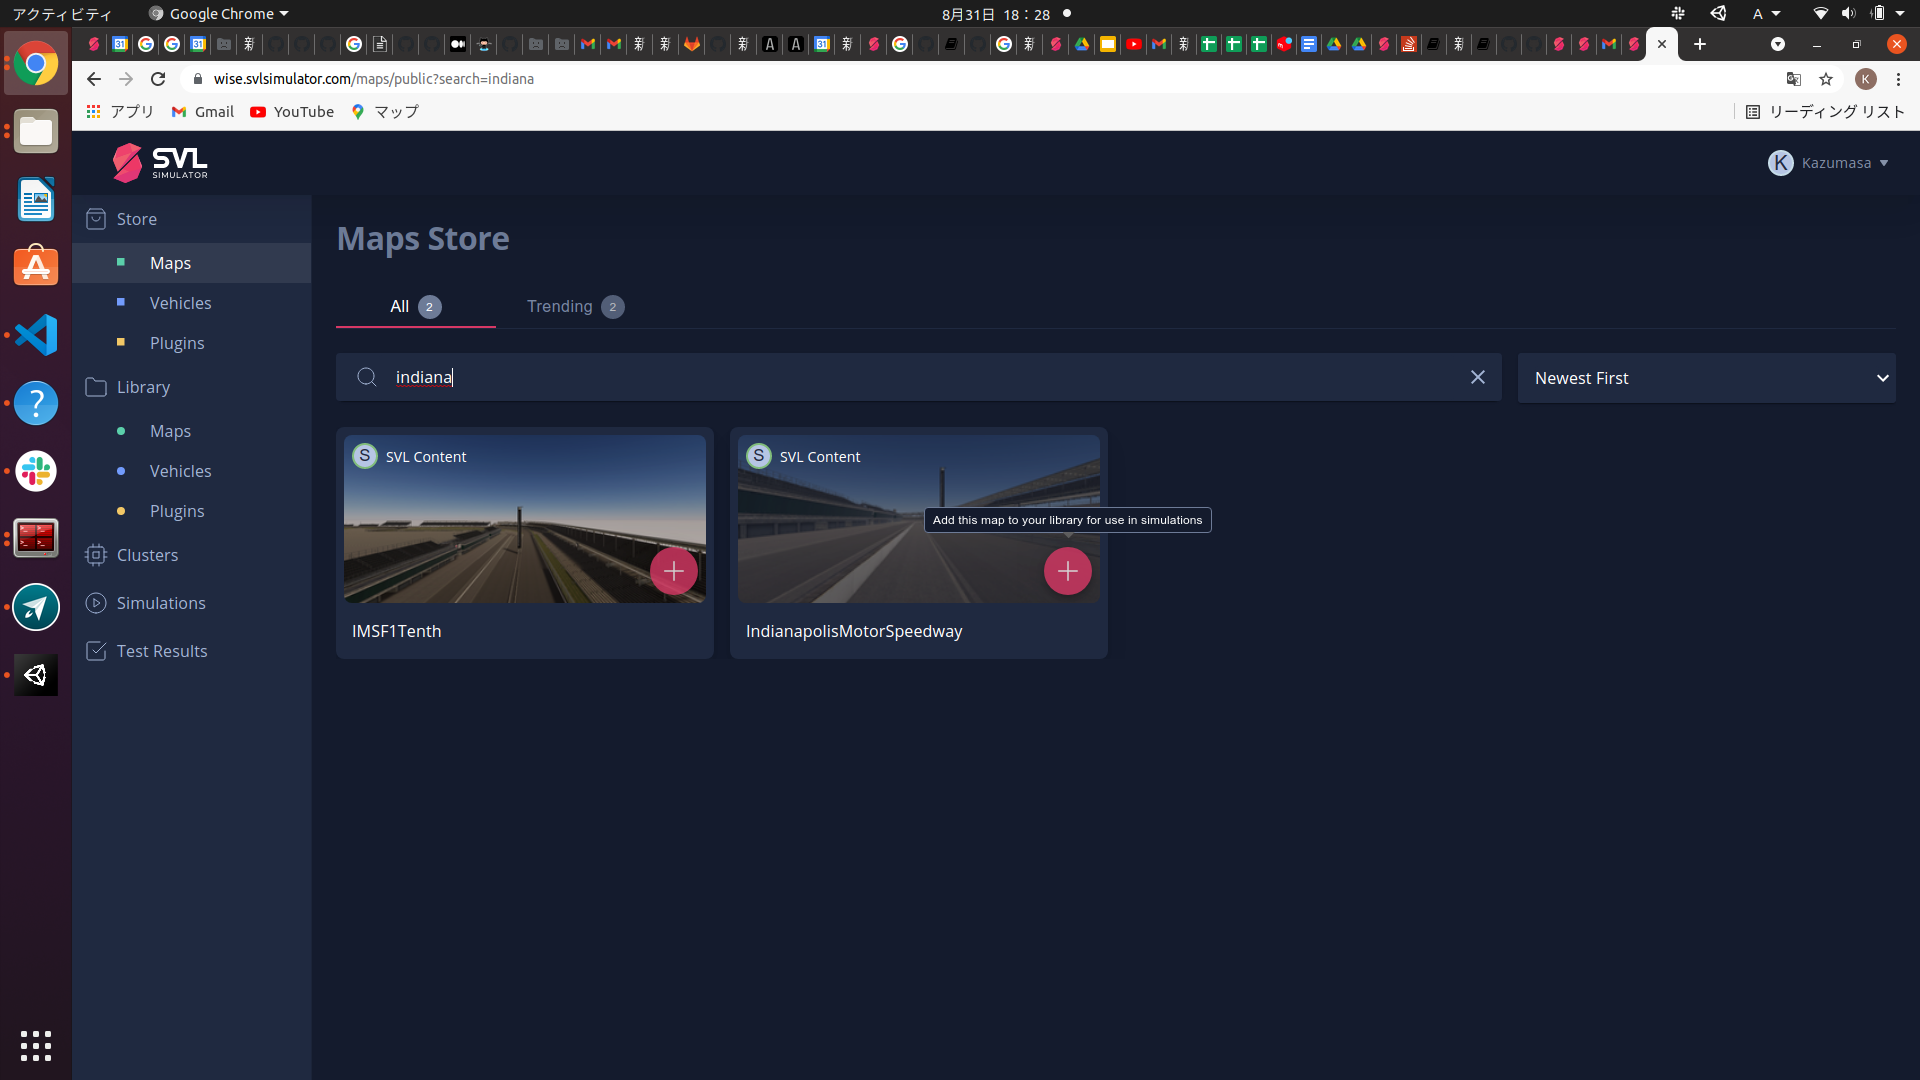 アクティビティ
Google Chrome
8月31日 18：28
A
wise.svlsimulator.com/maps/public?search=indiana
K
アプリ
Gmail
YouTube
マップ
リーディング リスト
SVL
SIMULATOR
K
Kazumasa
Store
Maps
Vehicles
Plugins
Library
Maps
Vehicles
Plugins
Clusters
Simulations
Test Results
Maps Store
All 2
Trending 2
indiana
Newest First
S SVL Content
IMSF1Tenth
S SVL Content
Add this map to your library for use in simulations
IndianapolisMotorSpeedway